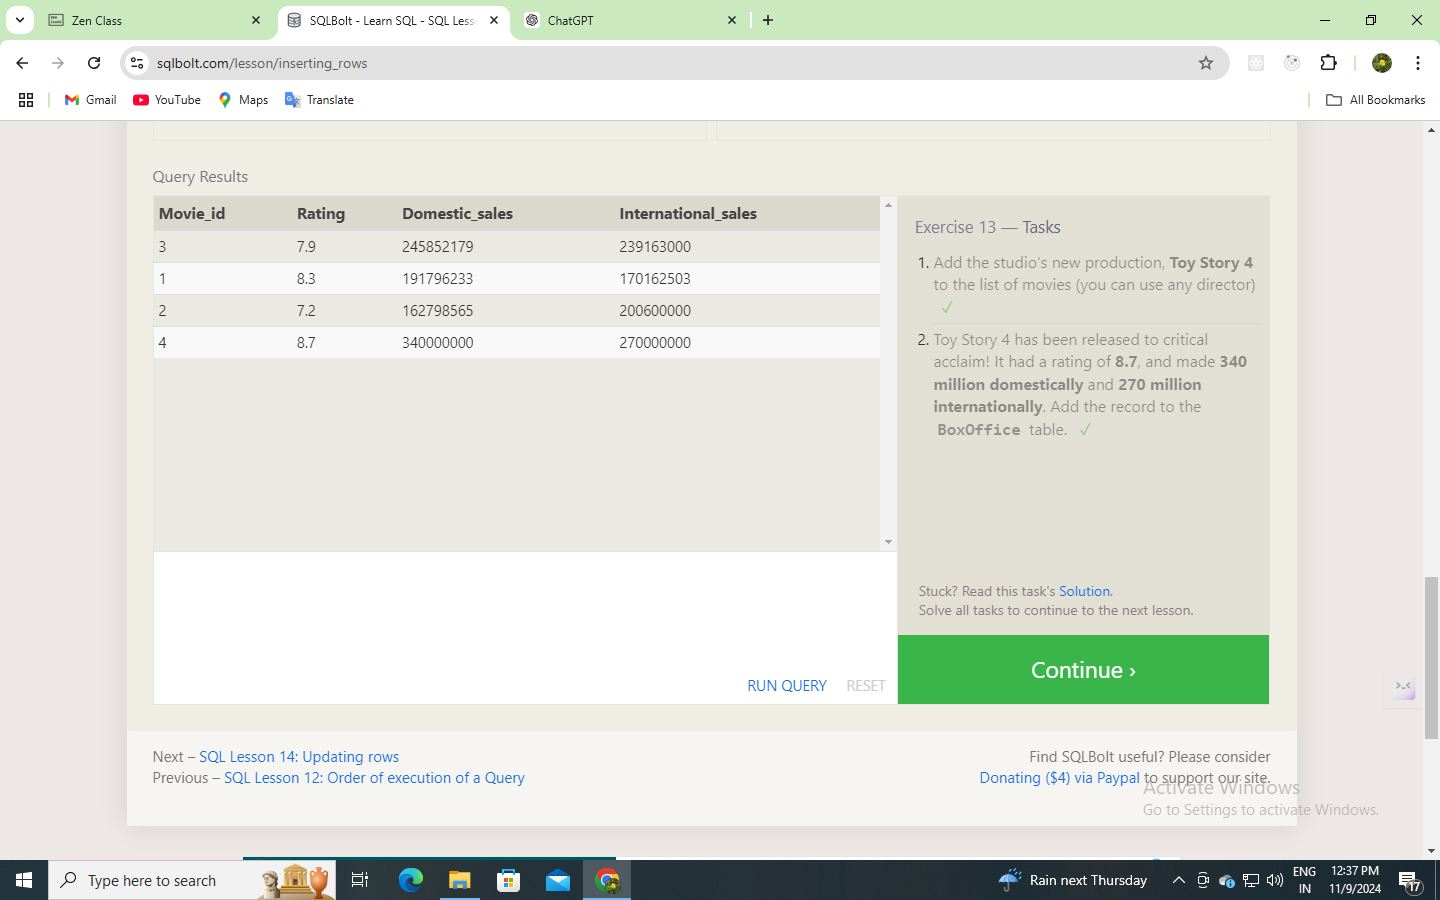 Zen Class
SQLBolt - Learn SQL - SQL Less
ChatGPT
sqlbolt.com/lesson/inserting_rows
Gmail
YouTube
Maps
Translate
All Bookmarks
Query Results
Movie_id Rating Domestic_sales International_sales
3 7.9 245852179 239163000
1 8.3 191796233 170162503
2 7.2 162798565 200600000
4 8.7 340000000 270000000
Exercise 13 — Tasks
1. Add the studio's new production, Toy Story 4
to the list of movies (you can use any director)
✓
2. Toy Story 4 has been released to critical
acclaim! It had a rating of 8.7, and made 340
million domestically and 270 million
internationally. Add the record to the
BoxOffice table. ✓
Stuck? Read this task's Solution.
Solve all tasks to continue to the next lesson.
RUN QUERY RESET
Continue ›
Next – SQL Lesson 14: Updating rows
Previous – SQL Lesson 12: Order of execution of a Query
Find SQLBolt useful? Please consider
Donating ($4) via Paypal to support our site.
Activate Windows
Go to Settings to activate Windows.
Type here to search
Rain next Thursday
ENG
IN
12:37 PM
11/9/2024
17